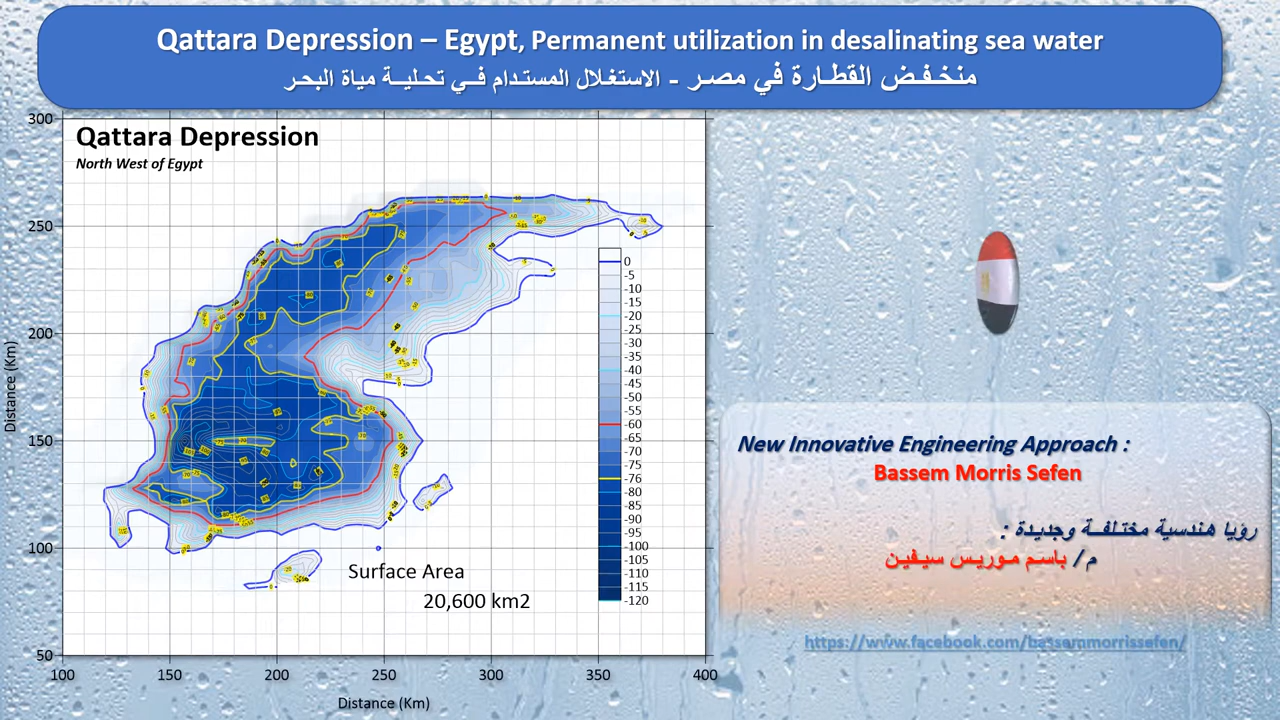 Qattara Depression – Egypt, Permanent utilization in desalinating sea water
منخفض القطارة في مصر - الاستغلال المستدام في تحلية مياة البحر
Qattara Depression
North West of Egypt
300
250
200
150
100
50
Distance (Km)
100 150 200 250 300 350 400
Distance (Km)
0
-5
-10
-15
-20
-25
-30
-35
-40
-45
-50
-55
-60
-65
-70
-75
-76
-80
-85
-90
-95
-100
-105
-110
-115
-120
Surface Area
20,600 km2
New Innovative Engineering Approach :
Bassem Morris Sefen
رؤيا هندسية مختلفة وجديدة :
م/ باسم موريس سيفين
https://www.facebook.com/bassemmorrissefen/